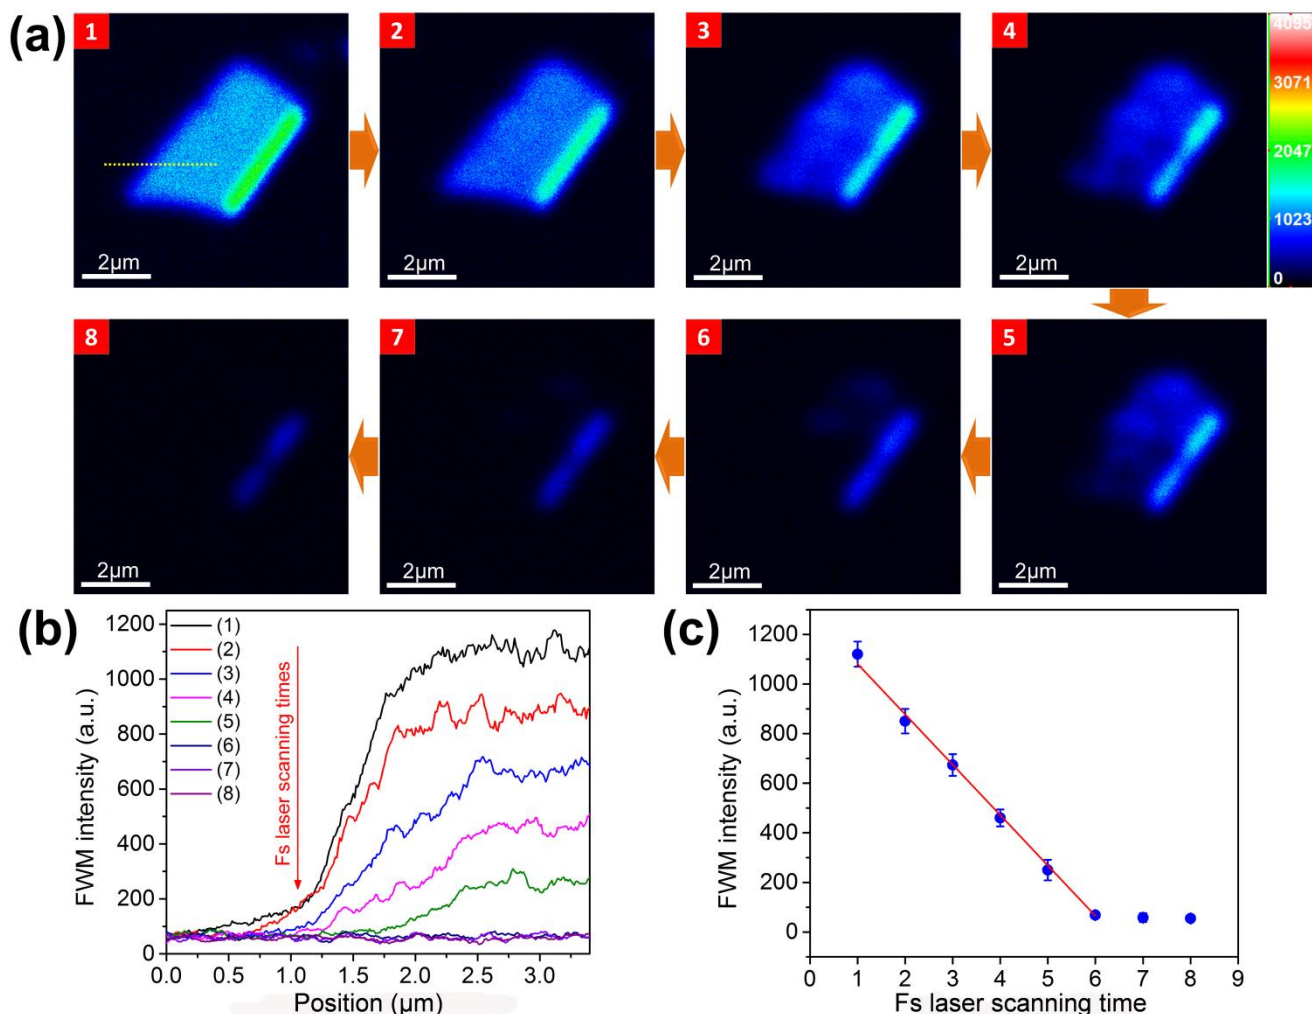 (a)
1
2
3
4
4095
3071
2047
1023
0
2µm
2µm
2µm
2µm
8
7
6
5
2µm
2µm
2µm
2µm
(b)
FWM intensity (a.u.)
1200
1000
800
600
400
200
0
(1)
(2)
(3)
(4)
(5)
(6)
(7)
(8)
Fs laser scanning times
0.0 0.5 1.0 1.5 2.0 2.5 3.0
Position (µm)
(c)
FWM intensity (a.u.)
1200
1000
800
600
400
200
0
0 1 2 3 4 5 6 7 8 9
Fs laser scanning time